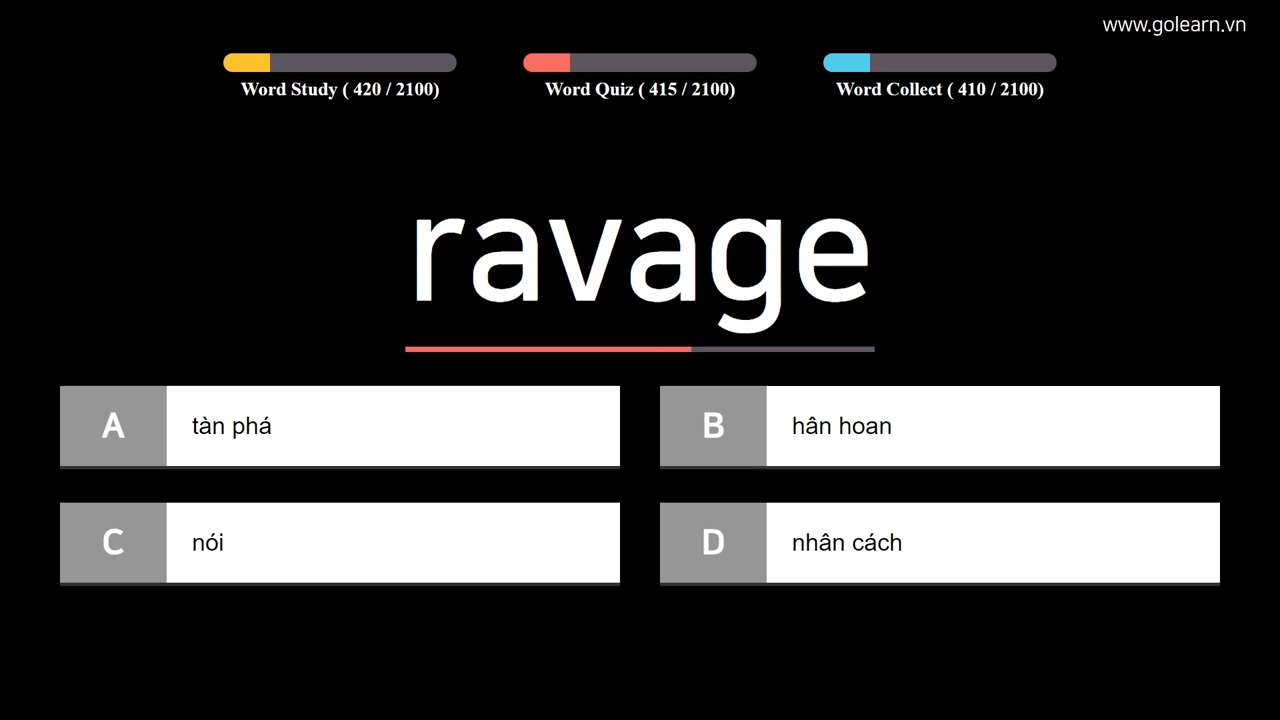 www.golearn.vn
Word Study ( 420 / 2100)
Word Quiz ( 415 / 2100)
Word Collect ( 410 / 2100)
ravage
A tàn phá
B hân hoan
C nói
D nhân cách